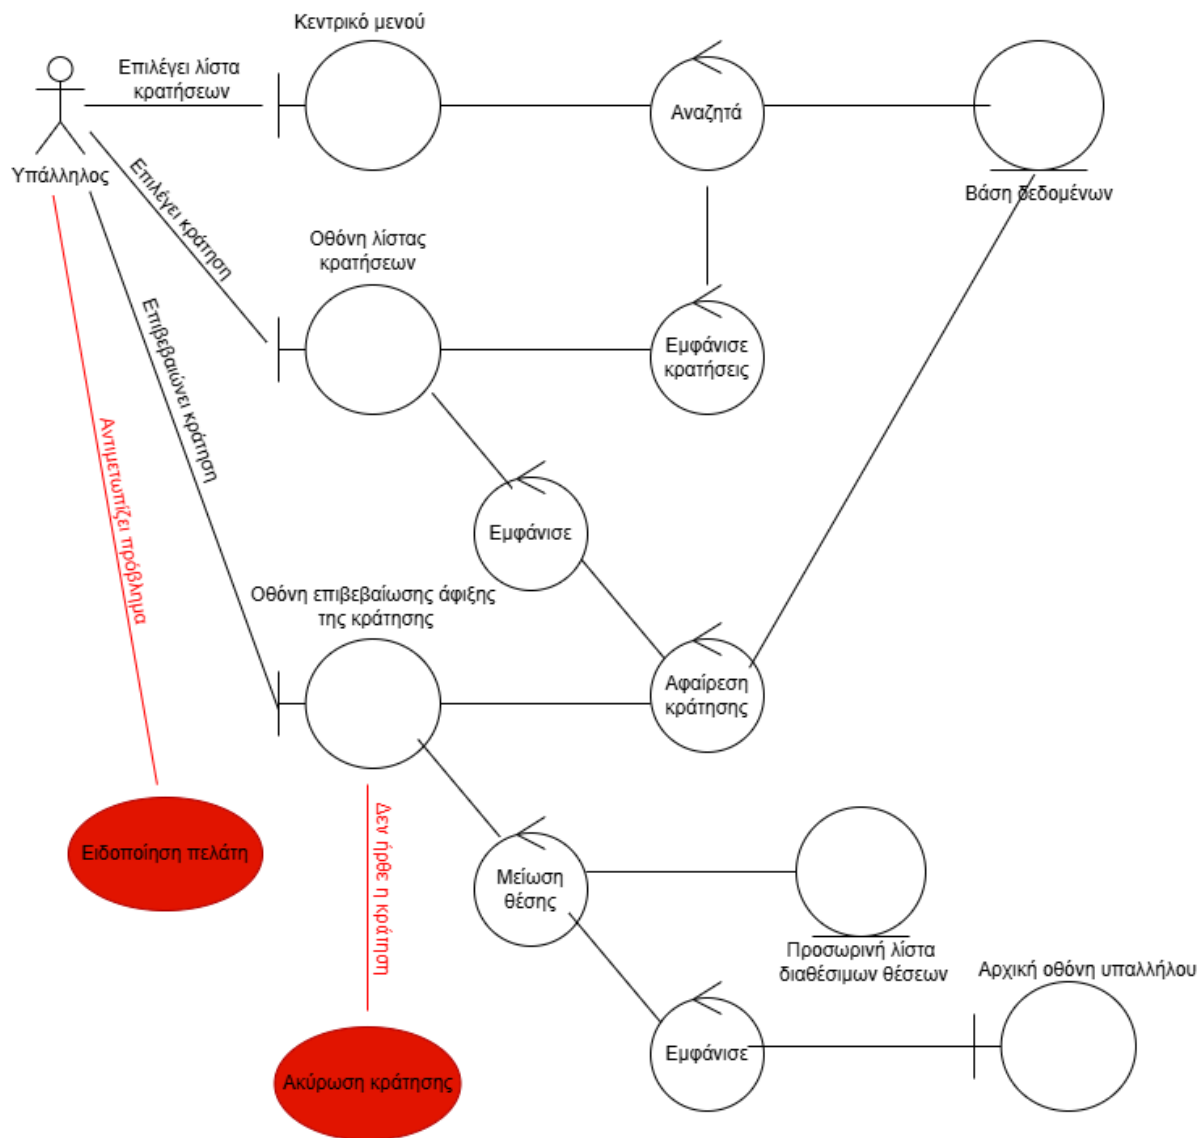 Κεντρικό μενού
Επιλέγει λίστα
κρατήσεων
Αναζητά
Υπάλληλος
Βάση δεδομένων
Επιλέγει κράτηση
Οθόνη λίστας
κρατήσεων
Εμφάνισε
κρατήσεις
Επιβεβαιώνει κράτηση
Αντιμετωπίζει πρόβλημα
Εμφάνισε
Οθόνη επιβεβαίωσης άφιξης
της κράτησης
Αφαίρεση
κράτησης
Ειδοποίηση πελάτη
Δεν ήρθε η κράτηση
Μείωση
θέσης
Προσωρινή λίστα
διαθέσιμων θέσεων
Αρχική οθόνη υπαλλήλου
Εμφάνισε
Ακύρωση κράτησης